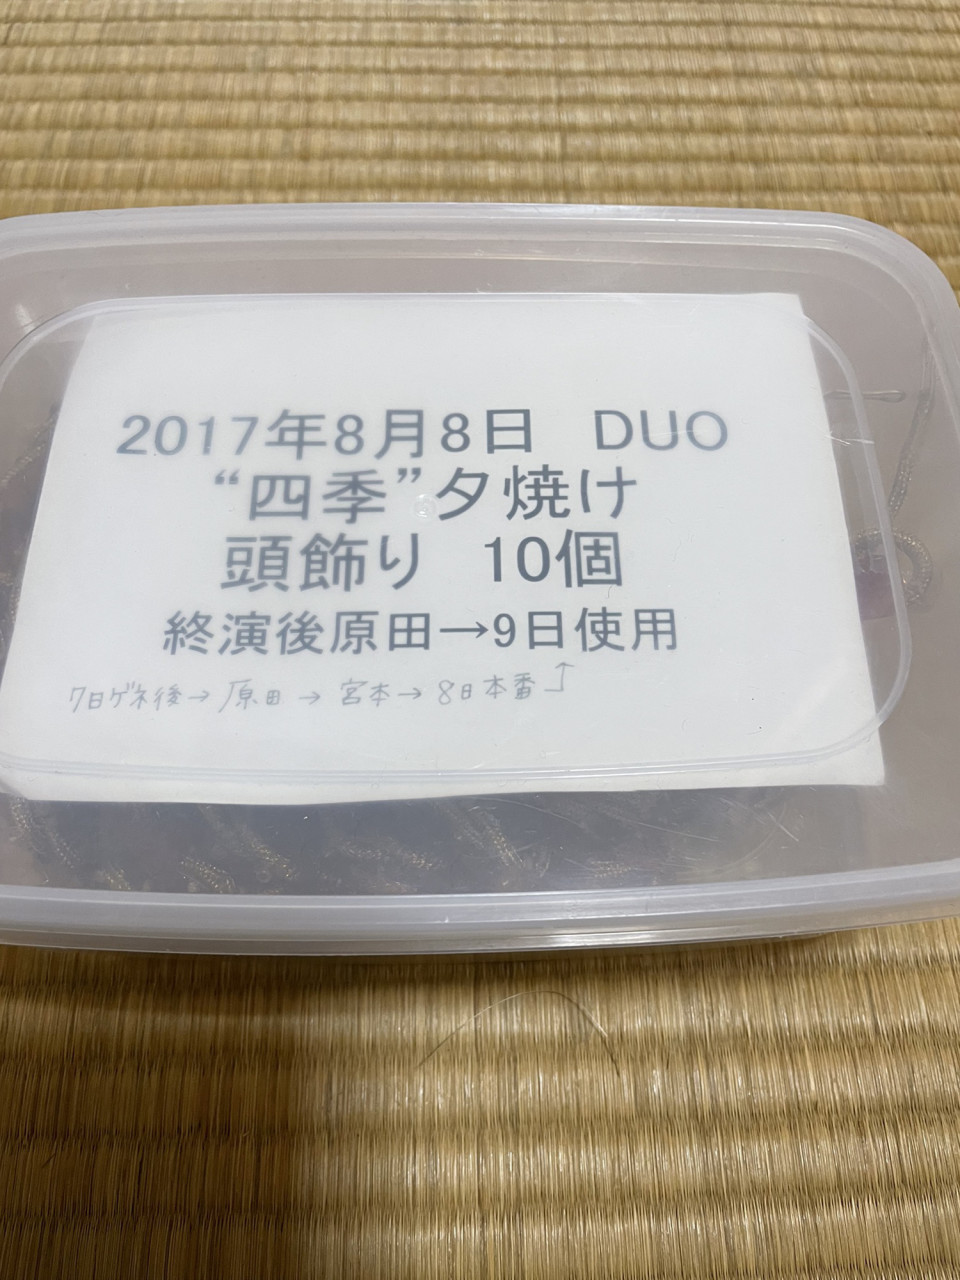 2017年8月8日　DUO
“四季”夕焼け
頭飾り　10個
終演後原田→9日使用
7日ゲネ後→原田→宮本→8日本番↑